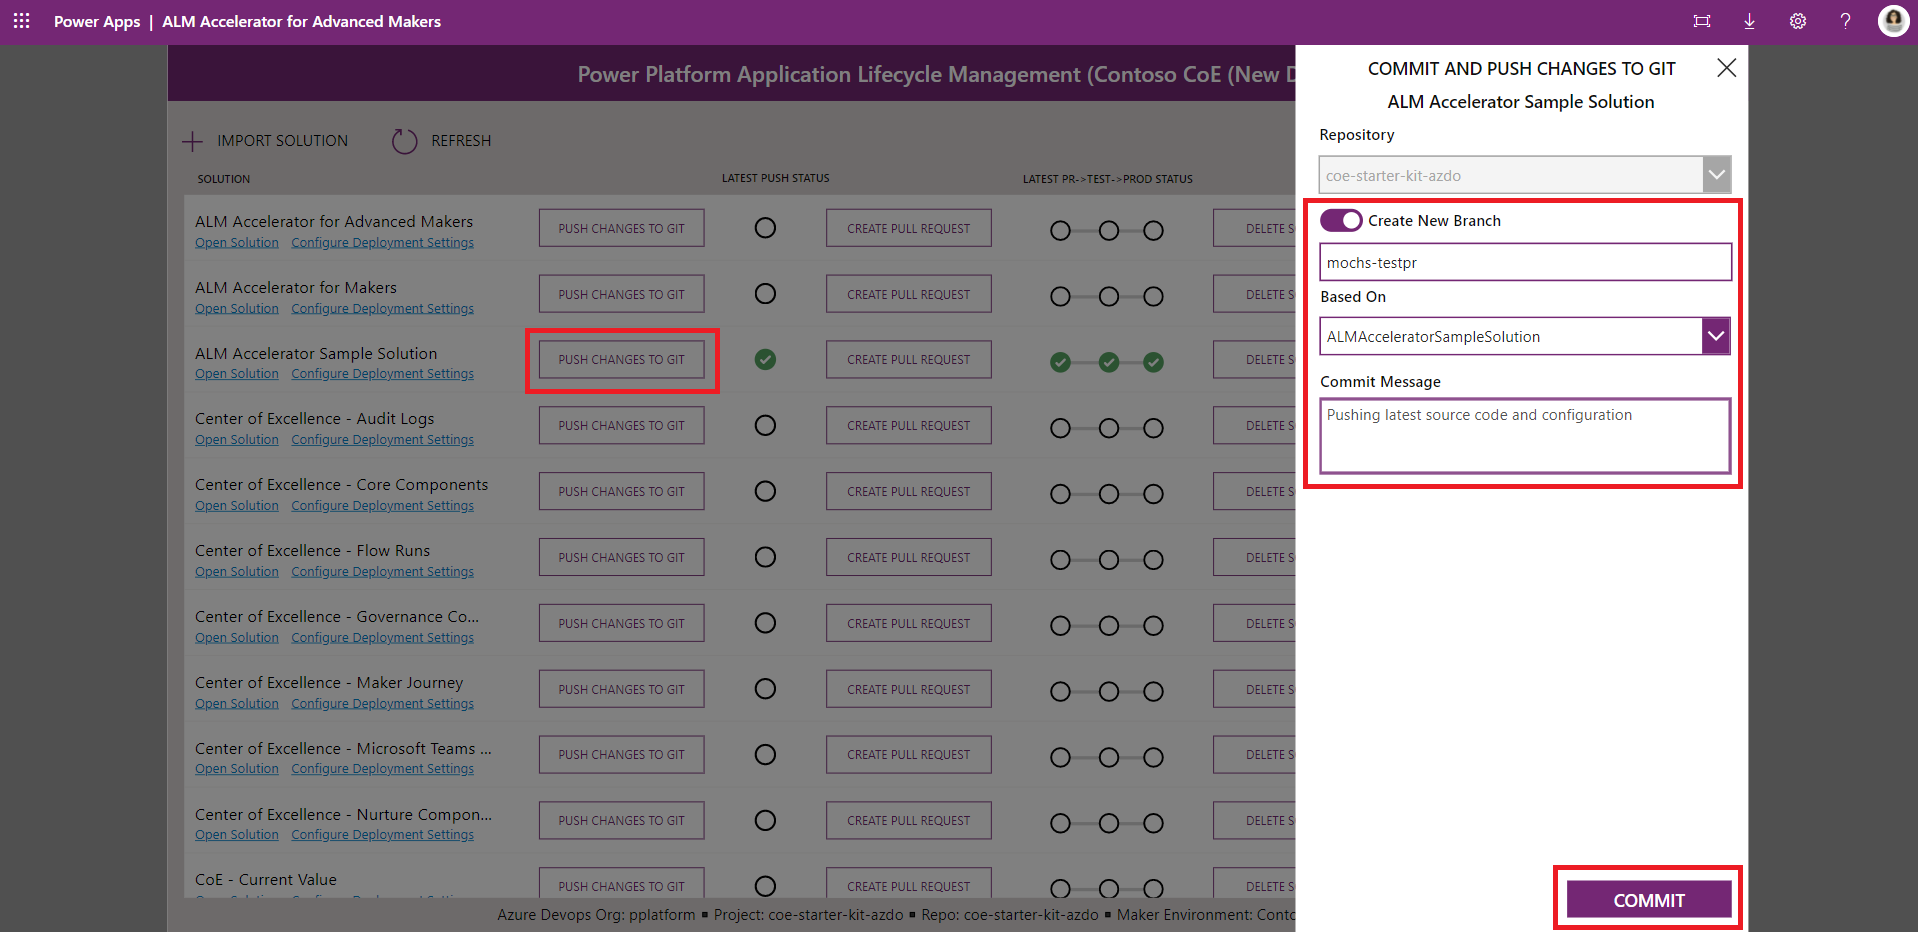 Power Apps | ALM Accelerator for Advanced Makers
Power Platform Application Lifecycle Management (Contoso CoE (New D
IMPORT SOLUTION REFRESH
SOLUTION LATEST PUSH STATUS LATEST PR->TEST->PROD STATUS
ALM Accelerator for Advanced Makers
Open Solution Configure Deployment Settings
PUSH CHANGES TO GIT CREATE PULL REQUEST DELETE S
ALM Accelerator for Makers
Open Solution Configure Deployment Settings
PUSH CHANGES TO GIT CREATE PULL REQUEST DELETE S
ALM Accelerator Sample Solution
Open Solution Configure Deployment Settings
PUSH CHANGES TO GIT CREATE PULL REQUEST DELETE S
Center of Excellence - Audit Logs
Open Solution Configure Deployment Settings
PUSH CHANGES TO GIT CREATE PULL REQUEST DELETE S
Center of Excellence - Core Components
Open Solution Configure Deployment Settings
PUSH CHANGES TO GIT CREATE PULL REQUEST DELETE S
Center of Excellence - Flow Runs
Open Solution Configure Deployment Settings
PUSH CHANGES TO GIT CREATE PULL REQUEST DELETE S
Center of Excellence - Governance Co...
Open Solution Configure Deployment Settings
PUSH CHANGES TO GIT CREATE PULL REQUEST DELETE S
Center of Excellence - Maker Journey
Open Solution Configure Deployment Settings
PUSH CHANGES TO GIT CREATE PULL REQUEST DELETE S
Center of Excellence - Microsoft Teams ...
Open Solution Configure Deployment Settings
PUSH CHANGES TO GIT CREATE PULL REQUEST DELETE S
Center of Excellence - Nurture Compon...
Open Solution Configure Deployment Settings
PUSH CHANGES TO GIT CREATE PULL REQUEST DELETE S
CoE - Current Value
PUSH CHANGES TO GIT CREATE PULL REQUEST DELETE S
Azure Devops Org: pplatform ▪ Project: coe-starter-kit-azdo ▪ Repo: coe-starter-kit-azdo ▪ Maker Environment: Conto
COMMIT AND PUSH CHANGES TO GIT
ALM Accelerator Sample Solution
Repository
coe-starter-kit-azdo
Create New Branch
mochs-testpr
Based On
ALMAcceleratorSampleSolution
Commit Message
Pushing latest source code and configuration
COMMIT